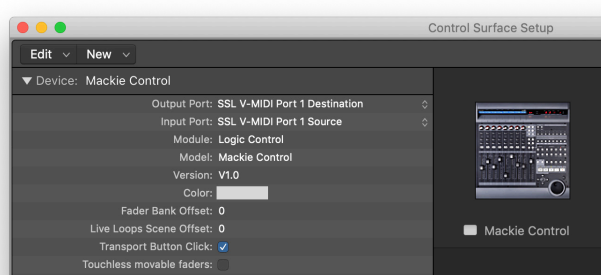 Control Surface Setup
Edit New
Device: Mackie Control
Output Port: SSL V-MIDI Port 1 Destination
Input Port: SSL V-MIDI Port 1 Source
Module: Logic Control
Model: Mackie Control
Version: V1.0
Color:
Fader Bank Offset: 0
Live Loops Scene Offset: 0
Transport Button Click:
Touchless movable faders:
Mackie Control